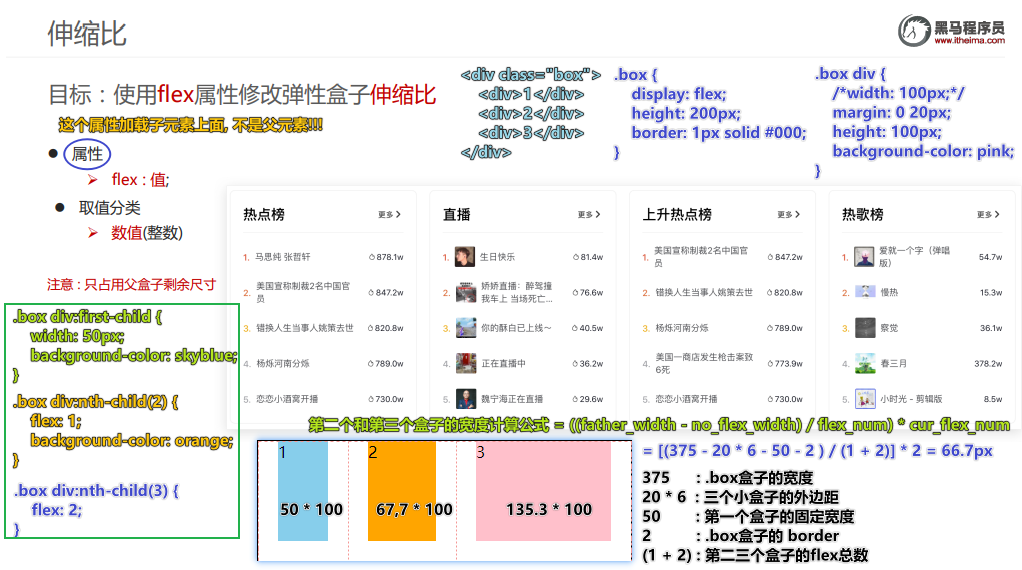 伸缩比
黑马程序员
www.itheima.com
目标：使用flex属性修改弹性盒子伸缩比
这个属性加载子元素上面, 不是父元素!!!
● 属性
➢ flex : 值;
● 取值分类
➢ 数值(整数)
注意 : 只占用父盒子剩余尺寸
<div class="box">
<div>1</div>
<div>2</div>
<div>3</div>
</div>
.box {
display: flex;
height: 200px;
border: 1px solid #000;
}
.box div {
/*width: 100px;*/
margin: 0 20px;
height: 100px;
background-color: pink;
}
热点榜 更多 >
1. 马思纯 张哲轩 878.1w
2. 美国宣称制裁2名中国官员 847.2w
3. 错换人生当事人姚策去世 820.8w
4. 杨烁河南分烁 789.0w
5. 恋恋小酒窝开播 730.0w
直播 更多 >
1. 生日快乐 81.4w
2. 娇娇直播：醉驾撞我车上 当场死亡... 76.6w
3. 你的酥白已上线~ 40.5w
4. 正在直播中 36.2w
5. 魏宁海正在直播 29.6w
上升热点榜 更多 >
1. 美国宣称制裁2名中国官员 847.2w
2. 错换人生当事人姚策去世 820.8w
3. 杨烁河南分烁 789.0w
4. 美国一商店发生枪击案致6死 773.9w
5. 恋恋小酒窝开播 730.0w
热歌榜 更多 >
1. 爱就一个字（弹唱版） 54.7w
2. 慢热 15.3w
3. 察觉 36.1w
4. 春三月 378.2w
5. 小时光 - 剪辑版 8.5w
.box div:first-child {
width: 50px;
background-color: skyblue;
}
.box div:nth-child(2) {
flex: 1;
background-color: orange;
}
.box div:nth-child(3) {
flex: 2;
}
第二个和第三个盒子的宽度计算公式 = ((father_width - no_flex_width) / flex_num) * cur_flex_num
= [(375 - 20 * 6 - 50 - 2 ) / (1 + 2)] * 2 = 66.7px
1
50 * 100
2
67,7 * 100
3
135.3 * 100
375 : .box盒子的宽度
20 * 6 : 三个小盒子的外边距
50 : 第一个盒子的固定宽度
2 : .box盒子的 border
(1 + 2) : 第二三个盒子的flex总数